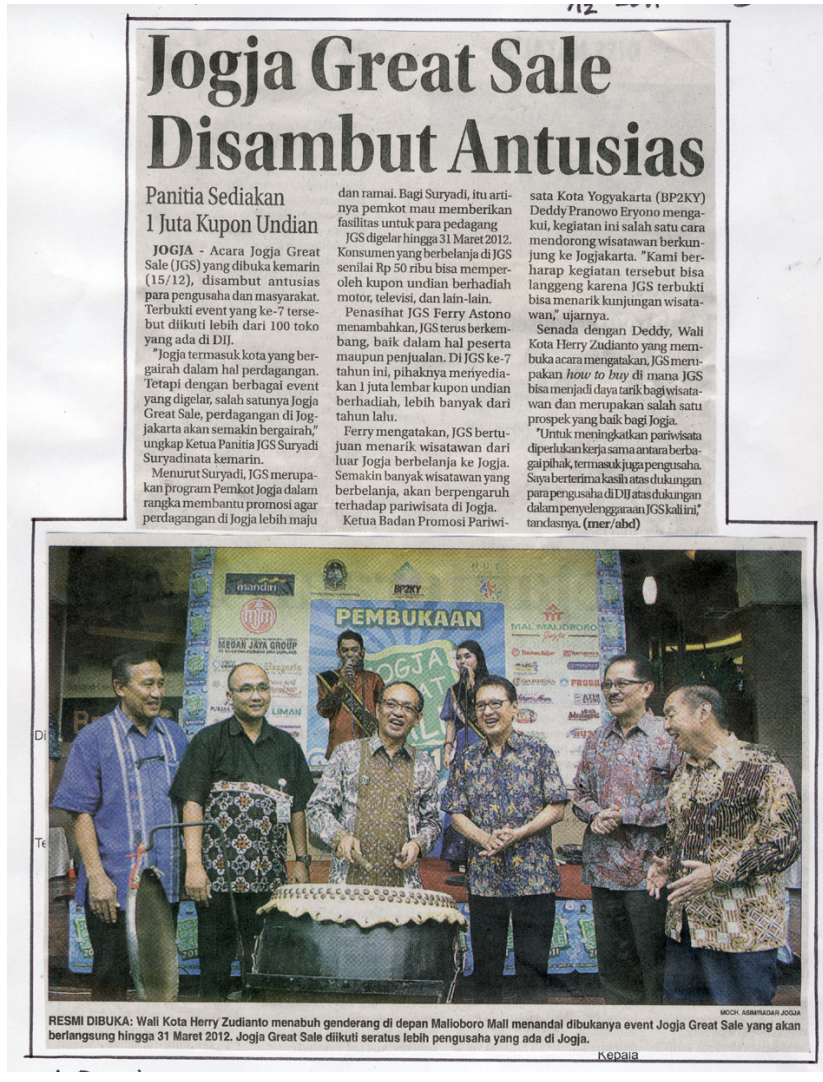 Jogja Great Sale
Disambut Antusias
Panitia Sediakan
1 Juta Kupon Undian
JOGJA - Acara Jogja Great
Sale (JGS) yang dibuka kemarin
(15/12), disambut antusias
para pengusaha dan masyarakat.
Terbukti event yang ke-7 terse-
but diikuti lebih dari 100 toko
yang ada di DIJ.
"Jogja termasuk kota yang ber-
gairah dalam hal perdagangan.
Tetapi dengan berbagai event
yang digelar, salah satunya Jogja
Great Sale, perdagangan di Jog-
jakarta akan semakin bergairah,"
ungkap Ketua Panitia JGS Suryadi
Suryadinata kemarin.
Menurut Suryadi, JGS merupa-
kan program Pemkot Jogja dalam
rangka membantu promosi agar
perdagangan di Jogja lebih maju
dan ramai. Bagi Suryadi, itu arti-
nya pemkot mau memberikan
fasilitas untuk para pedagang
JGS digelar hingga 31 Maret 2012.
Konsumen yang berbelanja di JGS
senilai Rp 50 ribu bisa memper-
oleh kupon undian berhadiah
motor, televisi, dan lain-lain.
Penasihat JGS Ferry Astono
menambahkan, JGS terus berkem-
bang, baik dalam hal peserta
maupun penjualan. Di JGS ke-7
tahun ini, pihaknya menyedia-
kan 1 juta lembar kupon undian
berhadiah, lebih banyak dari
tahun lalu.
Ferry mengatakan, JGS bertu-
juan menarik wisatawan dari
luar Jogja berbelanja ke Jogja.
Semakin banyak wisatawan yang
berbelanja, akan berpengaruh
terhadap pariwisata di Jogja.
Ketua Badan Promosi Pariwi-
sata Kota Yogyakarta (BP2KY)
Deddy Pranowo Eryono menga-
kui, kegiatan ini salah satu cara
mendorong wisatawan berkun-
jung ke Jogjakarta. "Kami ber-
harap kegiatan tersebut bisa
langgeng karena JGS terbukti
bisa menarik kunjungan wisata-
wan," ujarnya.
Senada dengan Deddy, Wali
Kota Herry Zudianto yang mem-
buka acara mengatakan, JGS meru-
pakan how to buy di mana JGS
bisa menjadi daya tarik bagi wisata-
wan dan merupakan salah satu
prospek yang baik bagi Jogja.
"Untuk meningkatkan pariwisata
diperlukan kerja sama antara berba-
gai pihak, termasuk juga pengusaha.
Saya berterima kasih atas dukungan
para pengusaha di DIJ atas dukungan
dalam penyelenggaraan JGS kali ini,"
tandasnya. (mer/abd)
mandiri
BP2KY
MEDAN JAYA GROUP
LIMAN
PEMBUKAAN
JOGJA
MAL MALIOBORO
Jogja
2011
MOCH. ASIM/RADAR JOGJA
RESMI DIBUKA: Wali Kota Herry Zudianto menabuh genderang di depan Malioboro Mall menandai dibukanya event Jogja Great Sale yang akan
berlangsung hingga 31 Maret 2012. Jogja Great Sale diikuti seratus lebih pengusaha yang ada di Jogja.
Kepala